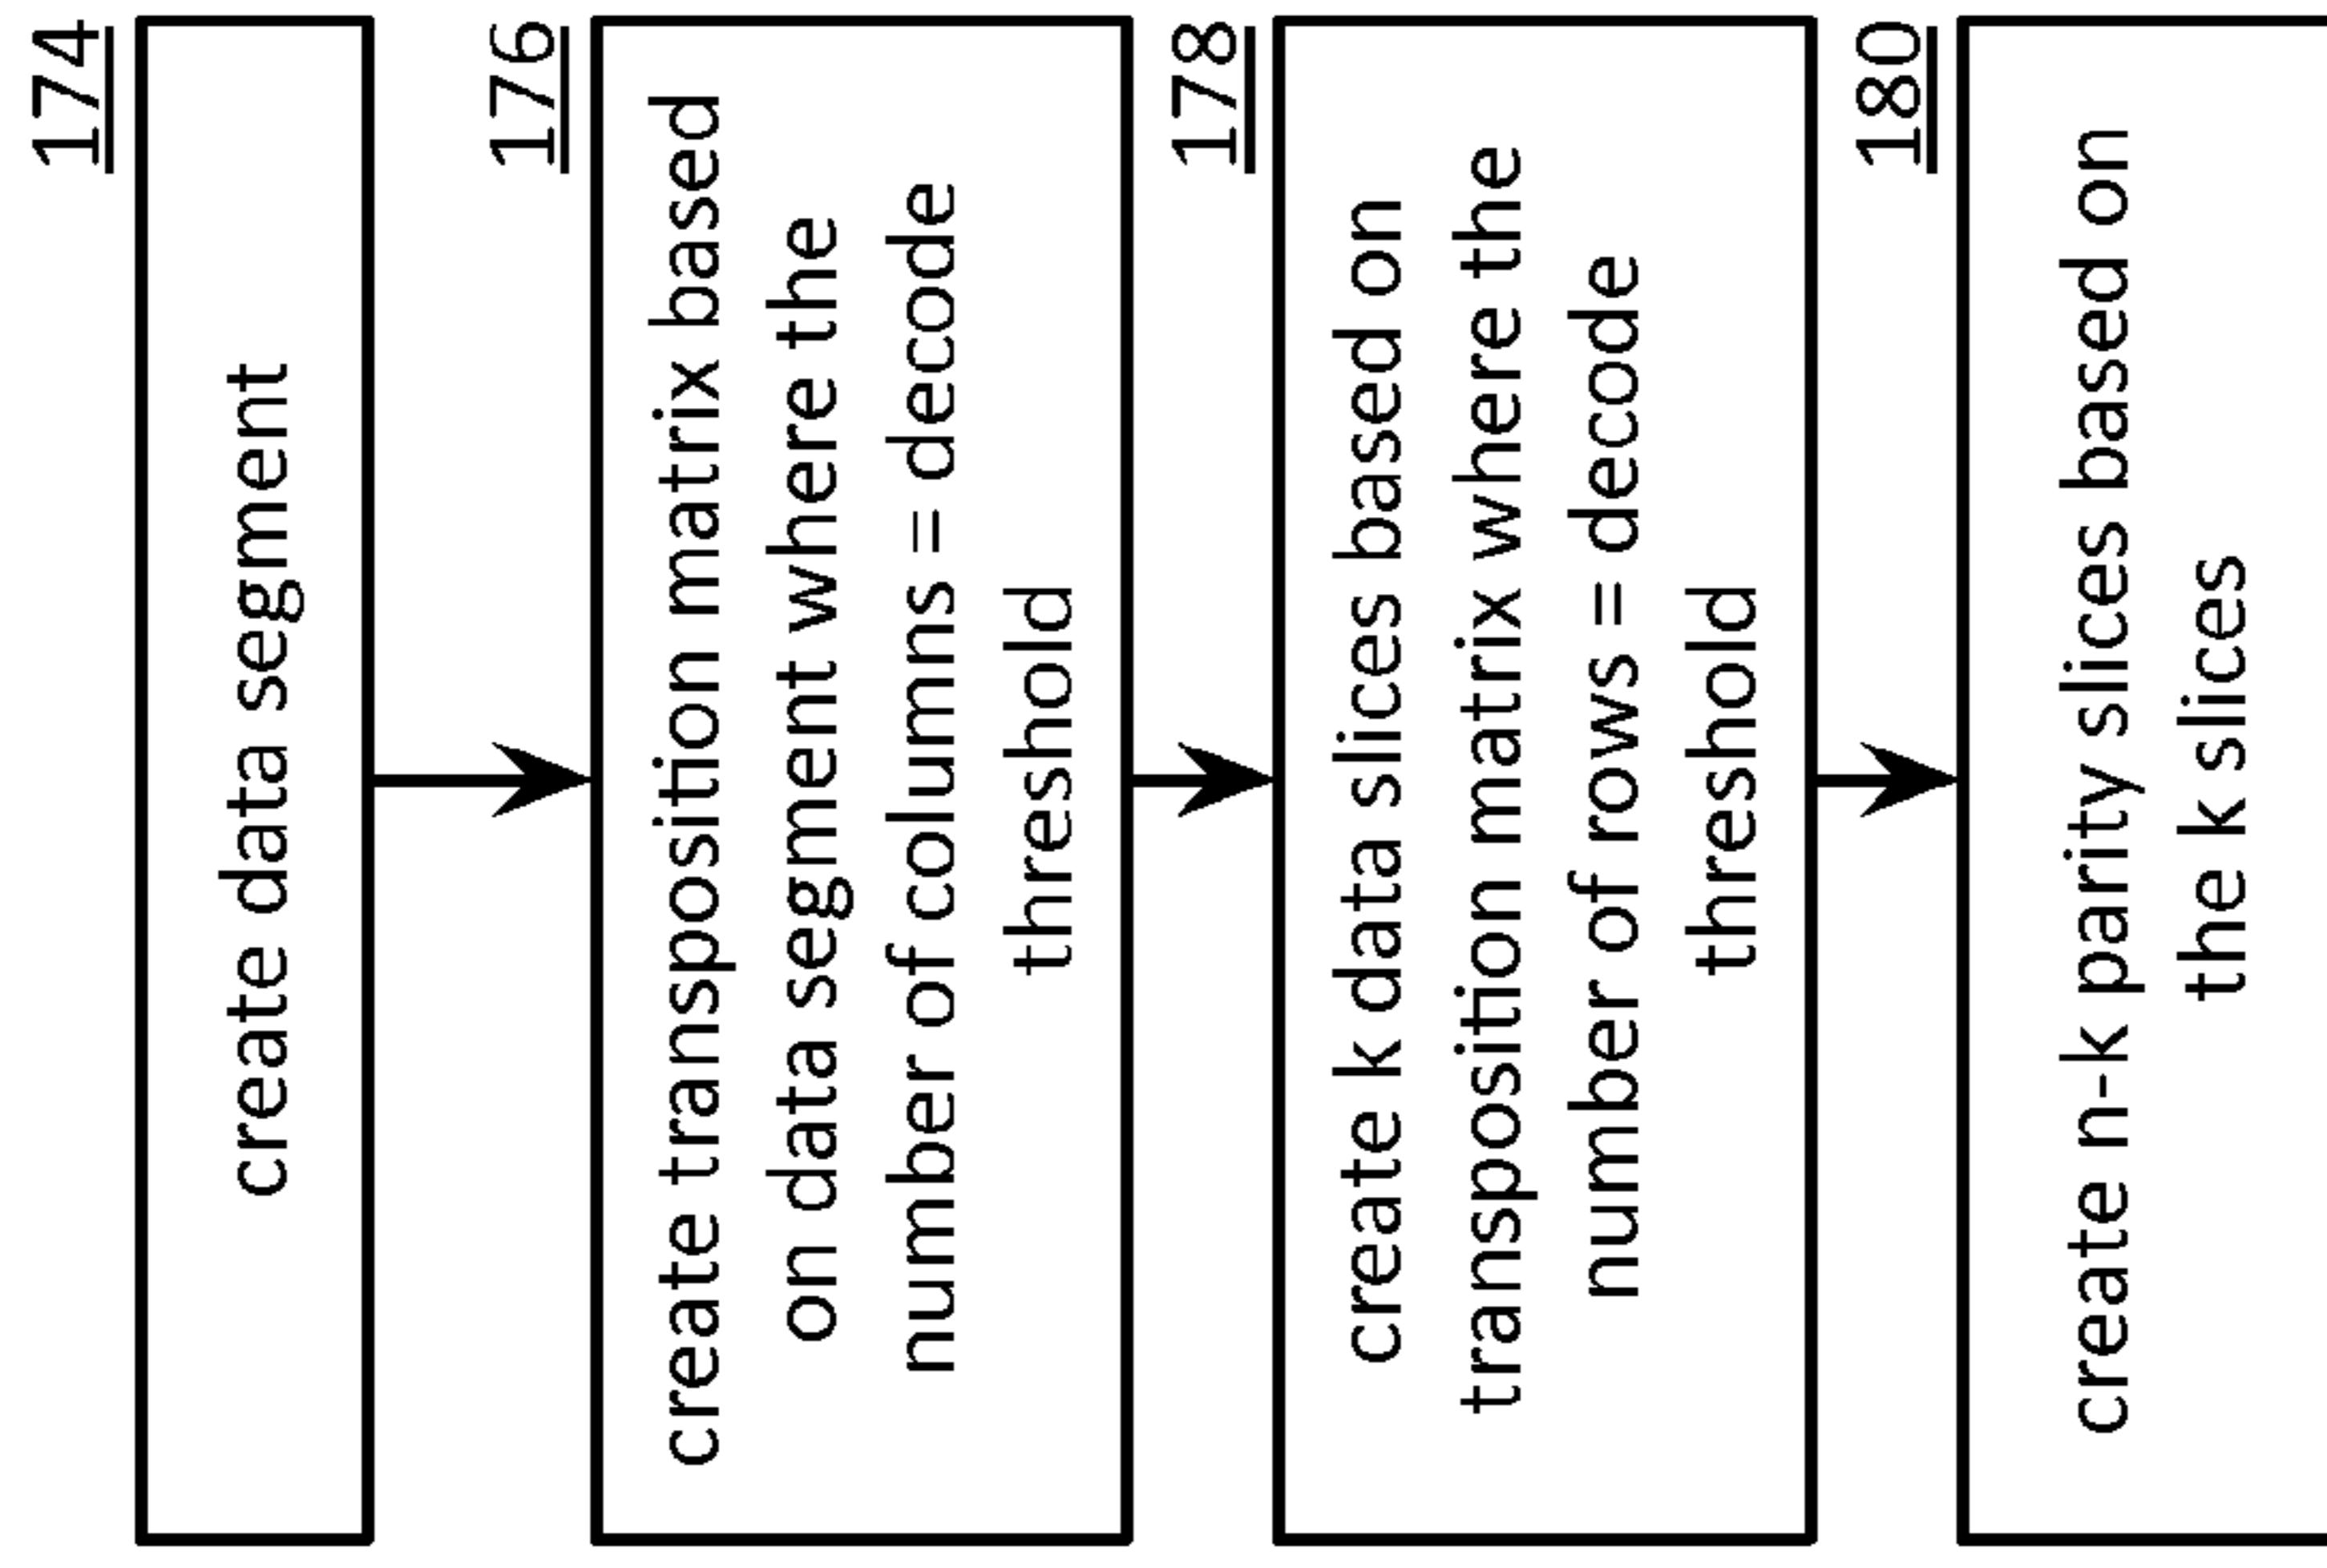 174
create data segment
176
create transposition matrix based
on data segment where the
number of columns = decode
threshold
178
create k data slices based on
transposition matrix where the
number of rows = decode
threshold
180
create n-k parity slices based on
the k slices